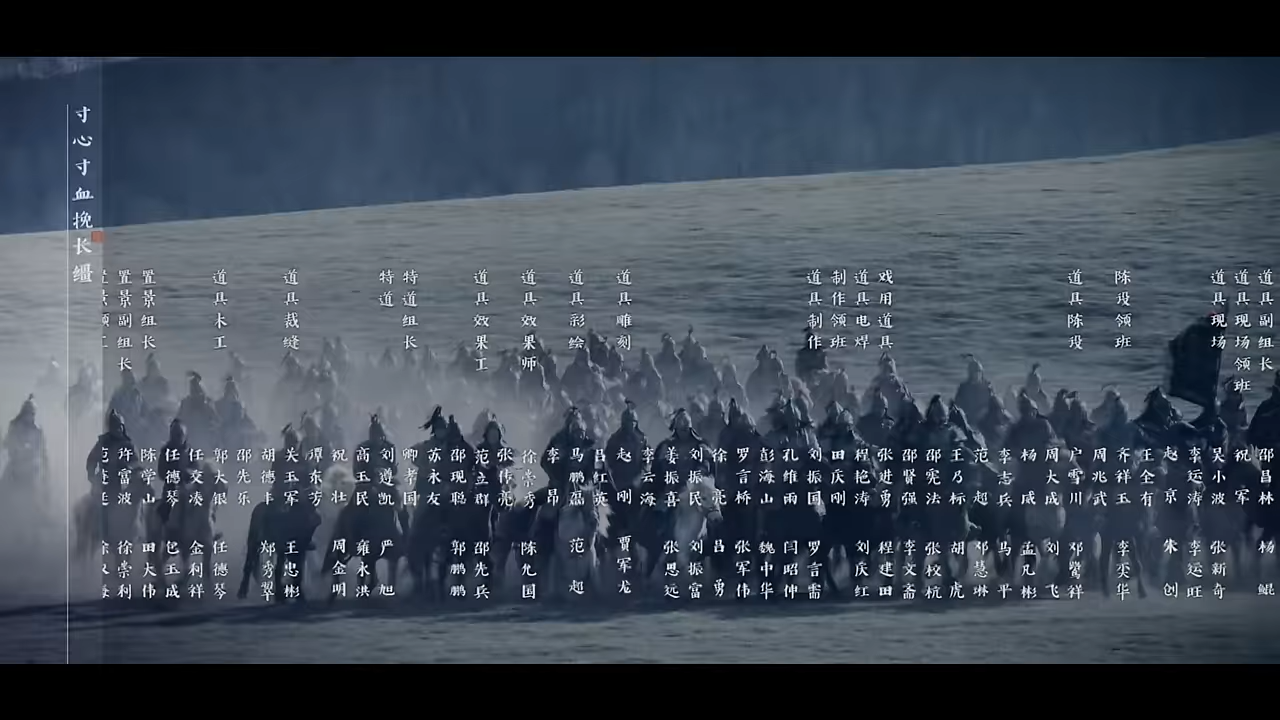 道具副组长
道具现场领班
道具现场
陈设领班
道具陈设
戏用道具
道具电焊
制作领班
道具制作
道具雕刻
道具彩绘
道具效果师
道具效果工
特道组长
特道
道具裁缝
道具木工
置景组长
置景副组长
邵昌林
祝军
吴小波
李运涛
赵京
王全有
齐祥玉
周兆武
户雪川
周大成
杨威
李志兵
范超
王乃标
邵宪法
邵贤强
张进勇
程艳涛
田庆刚
刘振国
孔维雨
彭海山
罗言桥
徐亮
刘振民
姜振喜
李云海
赵刚
吕红英
马鹏磊
李昂
徐崇秀
张传亮
范立群
邵现聪
苏永友
卿孝国
刘遵凯
高玉民
祝壮
谭东芳
关玉军
胡德丰
邵先乐
郭大银
任交凑
任德琴
陈学山
许富波
杨鲲
张新奇
李运旺
朱创
李奕华
邓鹭祥
刘飞
孟凡彬
马平
邓慧琳
胡虎
张校杭
李文斋
程建田
刘庆红
罗言需
闫昭仲
魏中华
张军伟
吕勇
刘振富
张思远
贾军龙
范超
陈允国
邵先兵
郭鹏鹏
严旭
雍永洪
周金明
王忠彬
郑秀翠
任德琴
金利祥
包玉成
田大伟
徐崇利
寸心寸血挽长缰